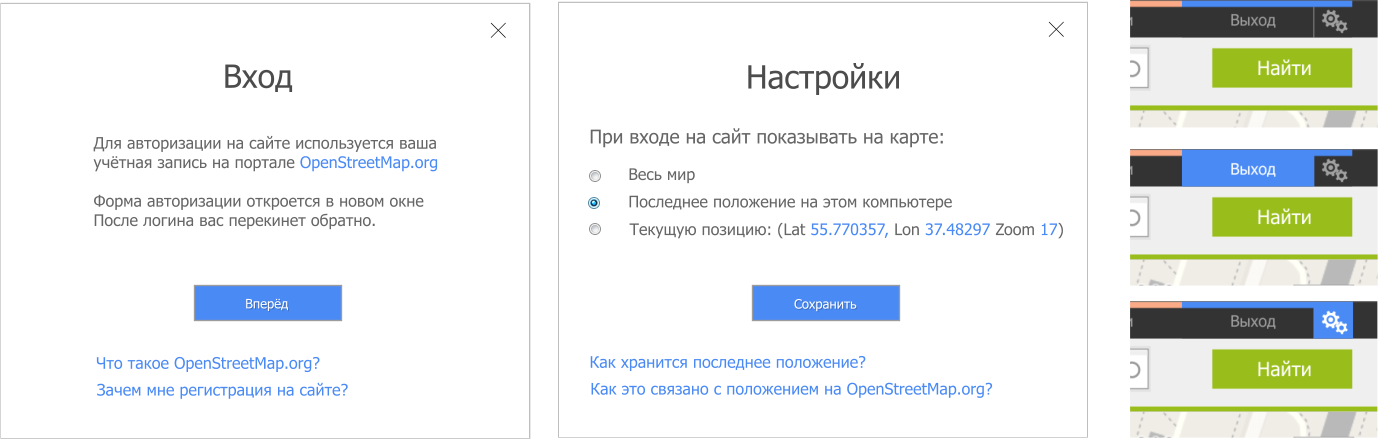 Вход
Для авторизации на сайте используется ваша
учётная запись на портале OpenStreetMap.org
Форма авторизации откроется в новом окне
После логина вас перекинет обратно.
Вперёд
Что такое OpenStreetMap.org?
Зачем мне регистрация на сайте?
Настройки
При входе на сайт показывать на карте:
Весь мир
Последнее положение на этом компьютере
Текущую позицию: (Lat 55.770357, Lon 37.48297 Zoom 17)
Сохранить
Как хранится последнее положение?
Как это связано с положением на OpenStreetMap.org?
Выход
Найти
Выход
Найти
Выход
Найти